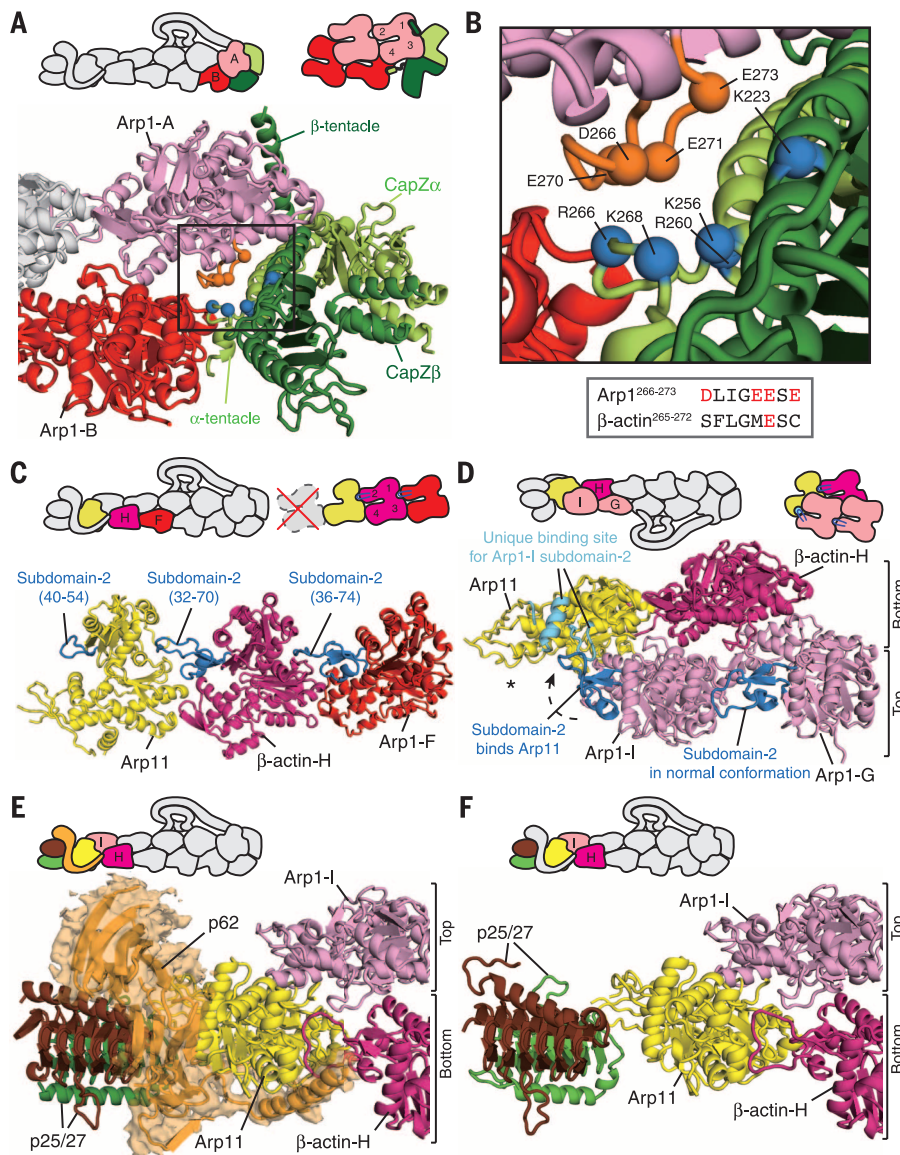 A
B
A
B
2
1
4
3
Arp1-A
β-tentacle
CapZα
CapZβ
α-tentacle
Arp1-B
E273
K223
D266
E271
E270
R266
K268
K256
R260
Arp1²⁶⁶⁻²⁷³ DLIGEESE
β-actin²⁶⁵⁻²⁷² SFLGMESC
C
H
F
2
1
4
3
Subdomain-2
(40-54)
Subdomain-2
(32-70)
Subdomain-2
(36-74)
Arp11
β-actin-H
Arp1-F
D
H
I
G
Unique binding site
for Arp1-I subdomain-2
β-actin-H
Arp11
*
Bottom
Top
Subdomain-2
binds Arp11
Arp1-I
Subdomain-2
in normal conformation
Arp1-G
E
I
H
Arp1-I
p62
Top
Bottom
p25/27
Arp11
β-actin-H
F
I
H
Arp1-I
p25/27
Top
Bottom
Arp11
β-actin-H